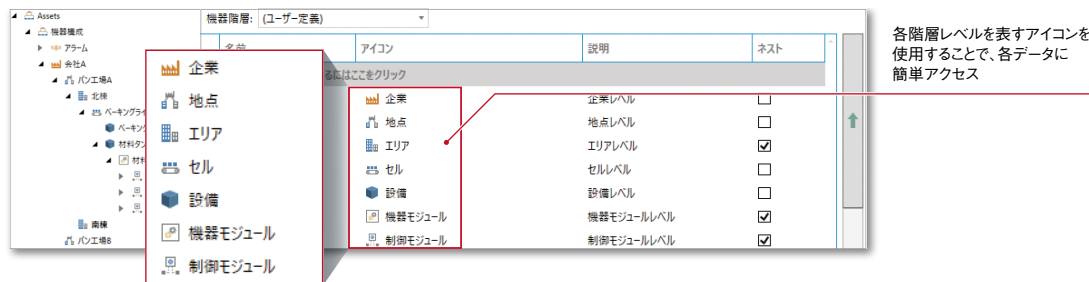 Assets
機器構成
アラーム
会社A
パン工場A
北棟
ベーキングライ
材料タン
南棟
パン工場B
機器階層: (ユーザー定義)
名前 アイコン 説明 ネスト
るにはここをクリック
企業 企業レベル
地点 地点レベル
エリア エリアレベル
セル セルレベル
設備 設備レベル
機器モジュール 機器モジュールレベル
制御モジュール 制御モジュールレベル
企業
地点
エリア
セル
設備
機器モジュール
制御モジュール
各階層レベルを表すアイコンを
使用することで、各データに
簡単アクセス